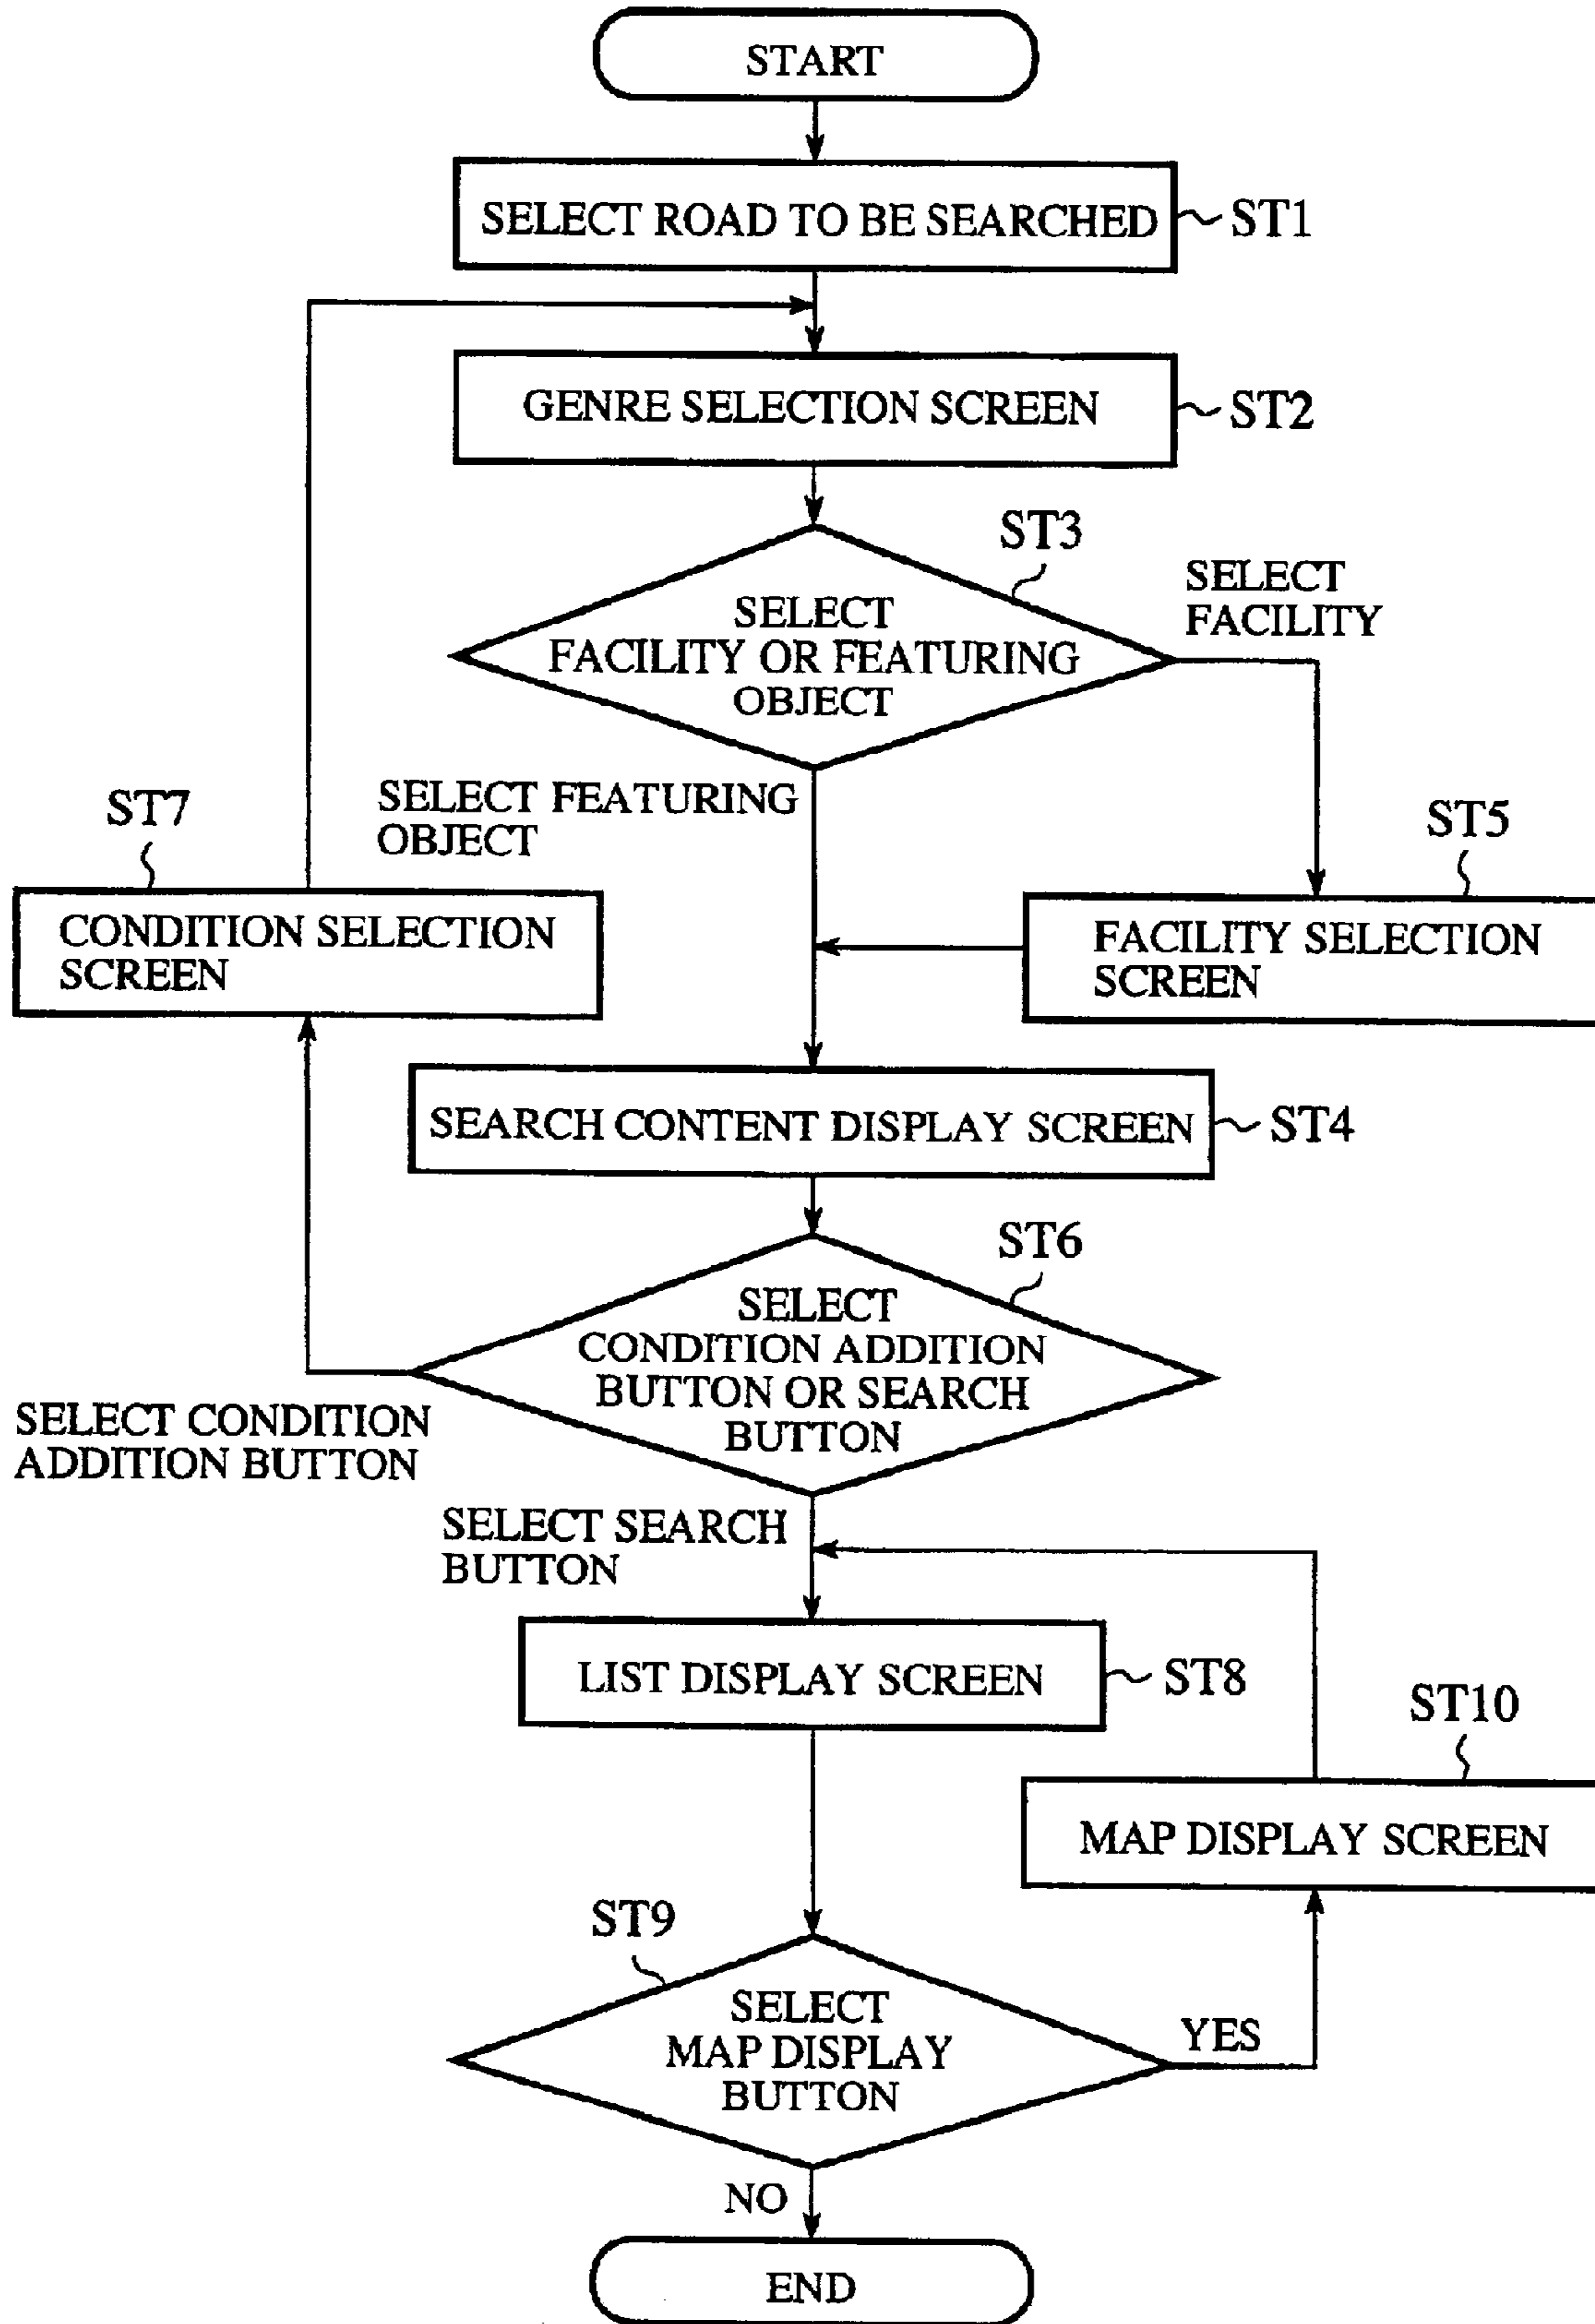 START
SELECT ROAD TO BE SEARCHED
ST1
GENRE SELECTION SCREEN
ST2
ST3
SELECT
FACILITY OR FEATURING
OBJECT
SELECT
FACILITY
SELECT FEATURING
OBJECT
ST7
CONDITION SELECTION
SCREEN
ST5
FACILITY SELECTION
SCREEN
SEARCH CONTENT DISPLAY SCREEN
ST4
ST6
SELECT
CONDITION ADDITION
BUTTON OR SEARCH
BUTTON
SELECT CONDITION
ADDITION BUTTON
SELECT SEARCH
BUTTON
LIST DISPLAY SCREEN
ST8
ST10
MAP DISPLAY SCREEN
ST9
SELECT
MAP DISPLAY
BUTTON
YES
NO
END